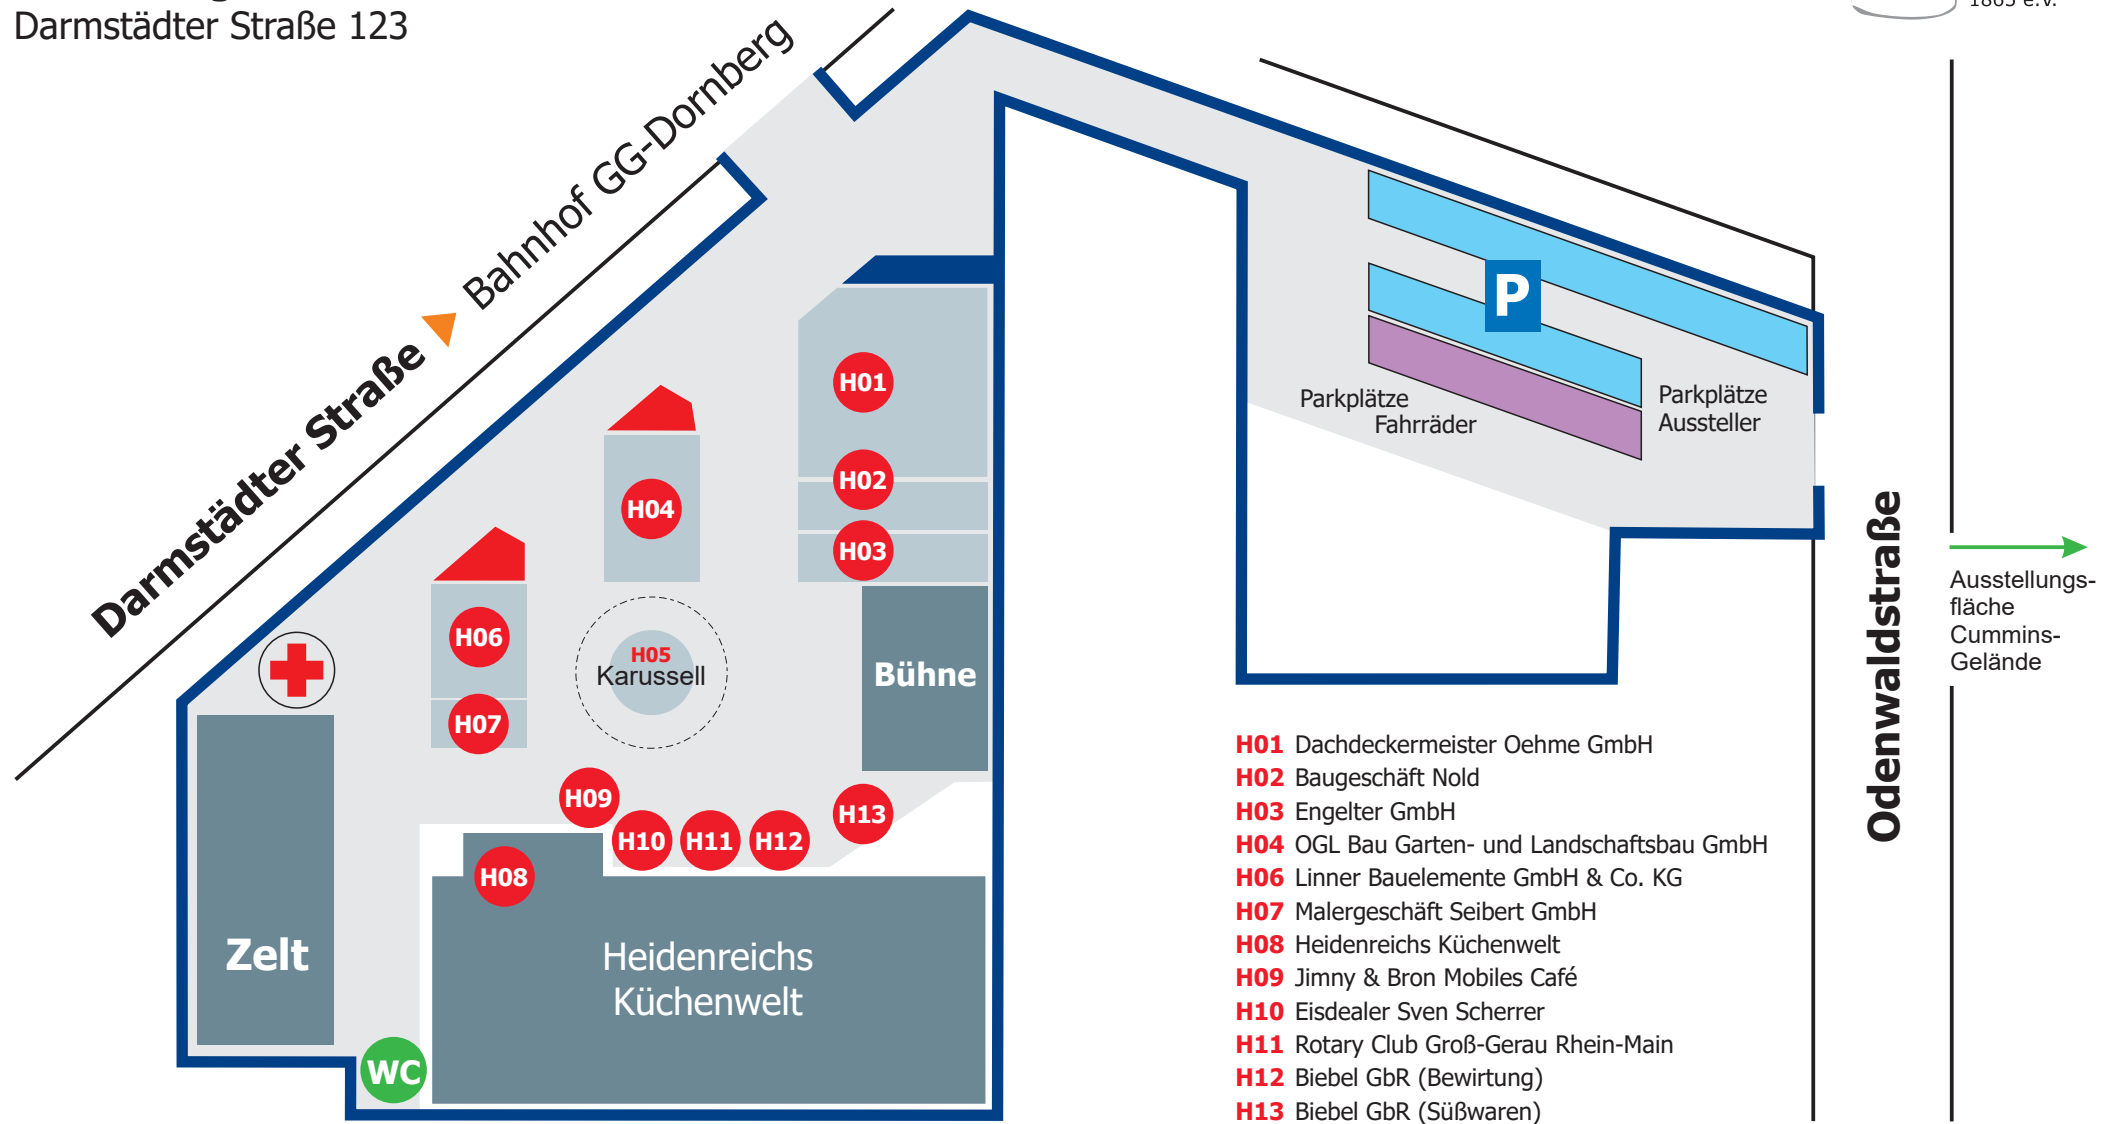 Darmstädter Straße 123
1865 e.V.
Bahnhof GG-Dornberg
Darmstädter Straße
P
Parkplätze
Fahrräder
Parkplätze
Aussteller
H01
H02
H03
H04
H06
H05
Karussell
H07
Bühne
H09
H10
H11
H12
H13
H08
Zelt
Heidenreichs
Küchenwelt
WC
Odenwaldstraße
Ausstellungs-
fläche
Cummins-
Gelände
H01 Dachdeckermeister Oehme GmbH
H02 Baugeschäft Nold
H03 Engelter GmbH
H04 OGL Bau Garten- und Landschaftsbau GmbH
H06 Linner Bauelemente GmbH & Co. KG
H07 Malergeschäft Seibert GmbH
H08 Heidenreichs Küchenwelt
H09 Jimny & Bron Mobiles Café
H10 Eisdealer Sven Scherrer
H11 Rotary Club Groß-Gerau Rhein-Main
H12 Biebel GbR (Bewirtung)
H13 Biebel GbR (Süßwaren)